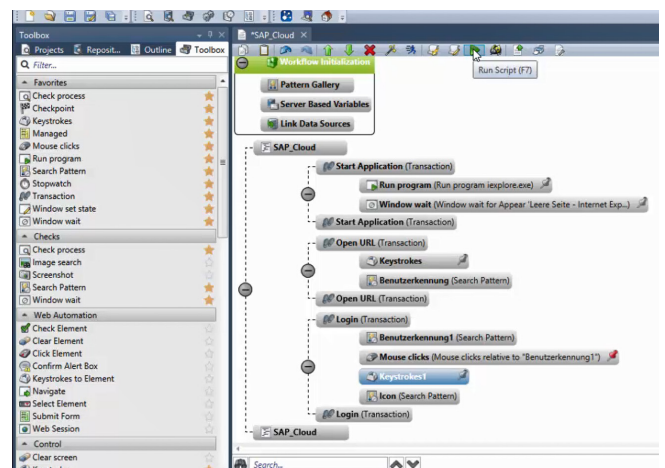 Toolbox
*SAP_Cloud
Projects
Reposit...
Outline
Toolbox
Filter...
Run Script (F7)
Favorites
Check process
Checkpoint
Keystrokes
Managed
Mouse clicks
Run program
Search Pattern
Stopwatch
Transaction
Window set state
Window wait
Checks
Check process
Image search
Screenshot
Search Pattern
Window wait
Web Automation
Check Element
Clear Element
Click Element
Confirm Alert Box
Keystrokes to Element
Navigate
Select Element
Submit Form
Web Session
Control
Clear screen
Workflow Initialization
Pattern Gallery
Server Based Variables
Link Data Sources
SAP_Cloud
Start Application (Transaction)
Run program (Run program iexplore.exe)
Window wait (Window wait for Appear 'Leere Seite - Internet Exp...)
Start Application (Transaction)
Open URL (Transaction)
Keystrokes
Benutzerkennung (Search Pattern)
Open URL (Transaction)
Login (Transaction)
Benutzerkennung1 (Search Pattern)
Mouse clicks (Mouse clicks relative to "Benutzerkennung1")
Keystrokes1
Icon (Search Pattern)
Login (Transaction)
SAP_Cloud
Search...